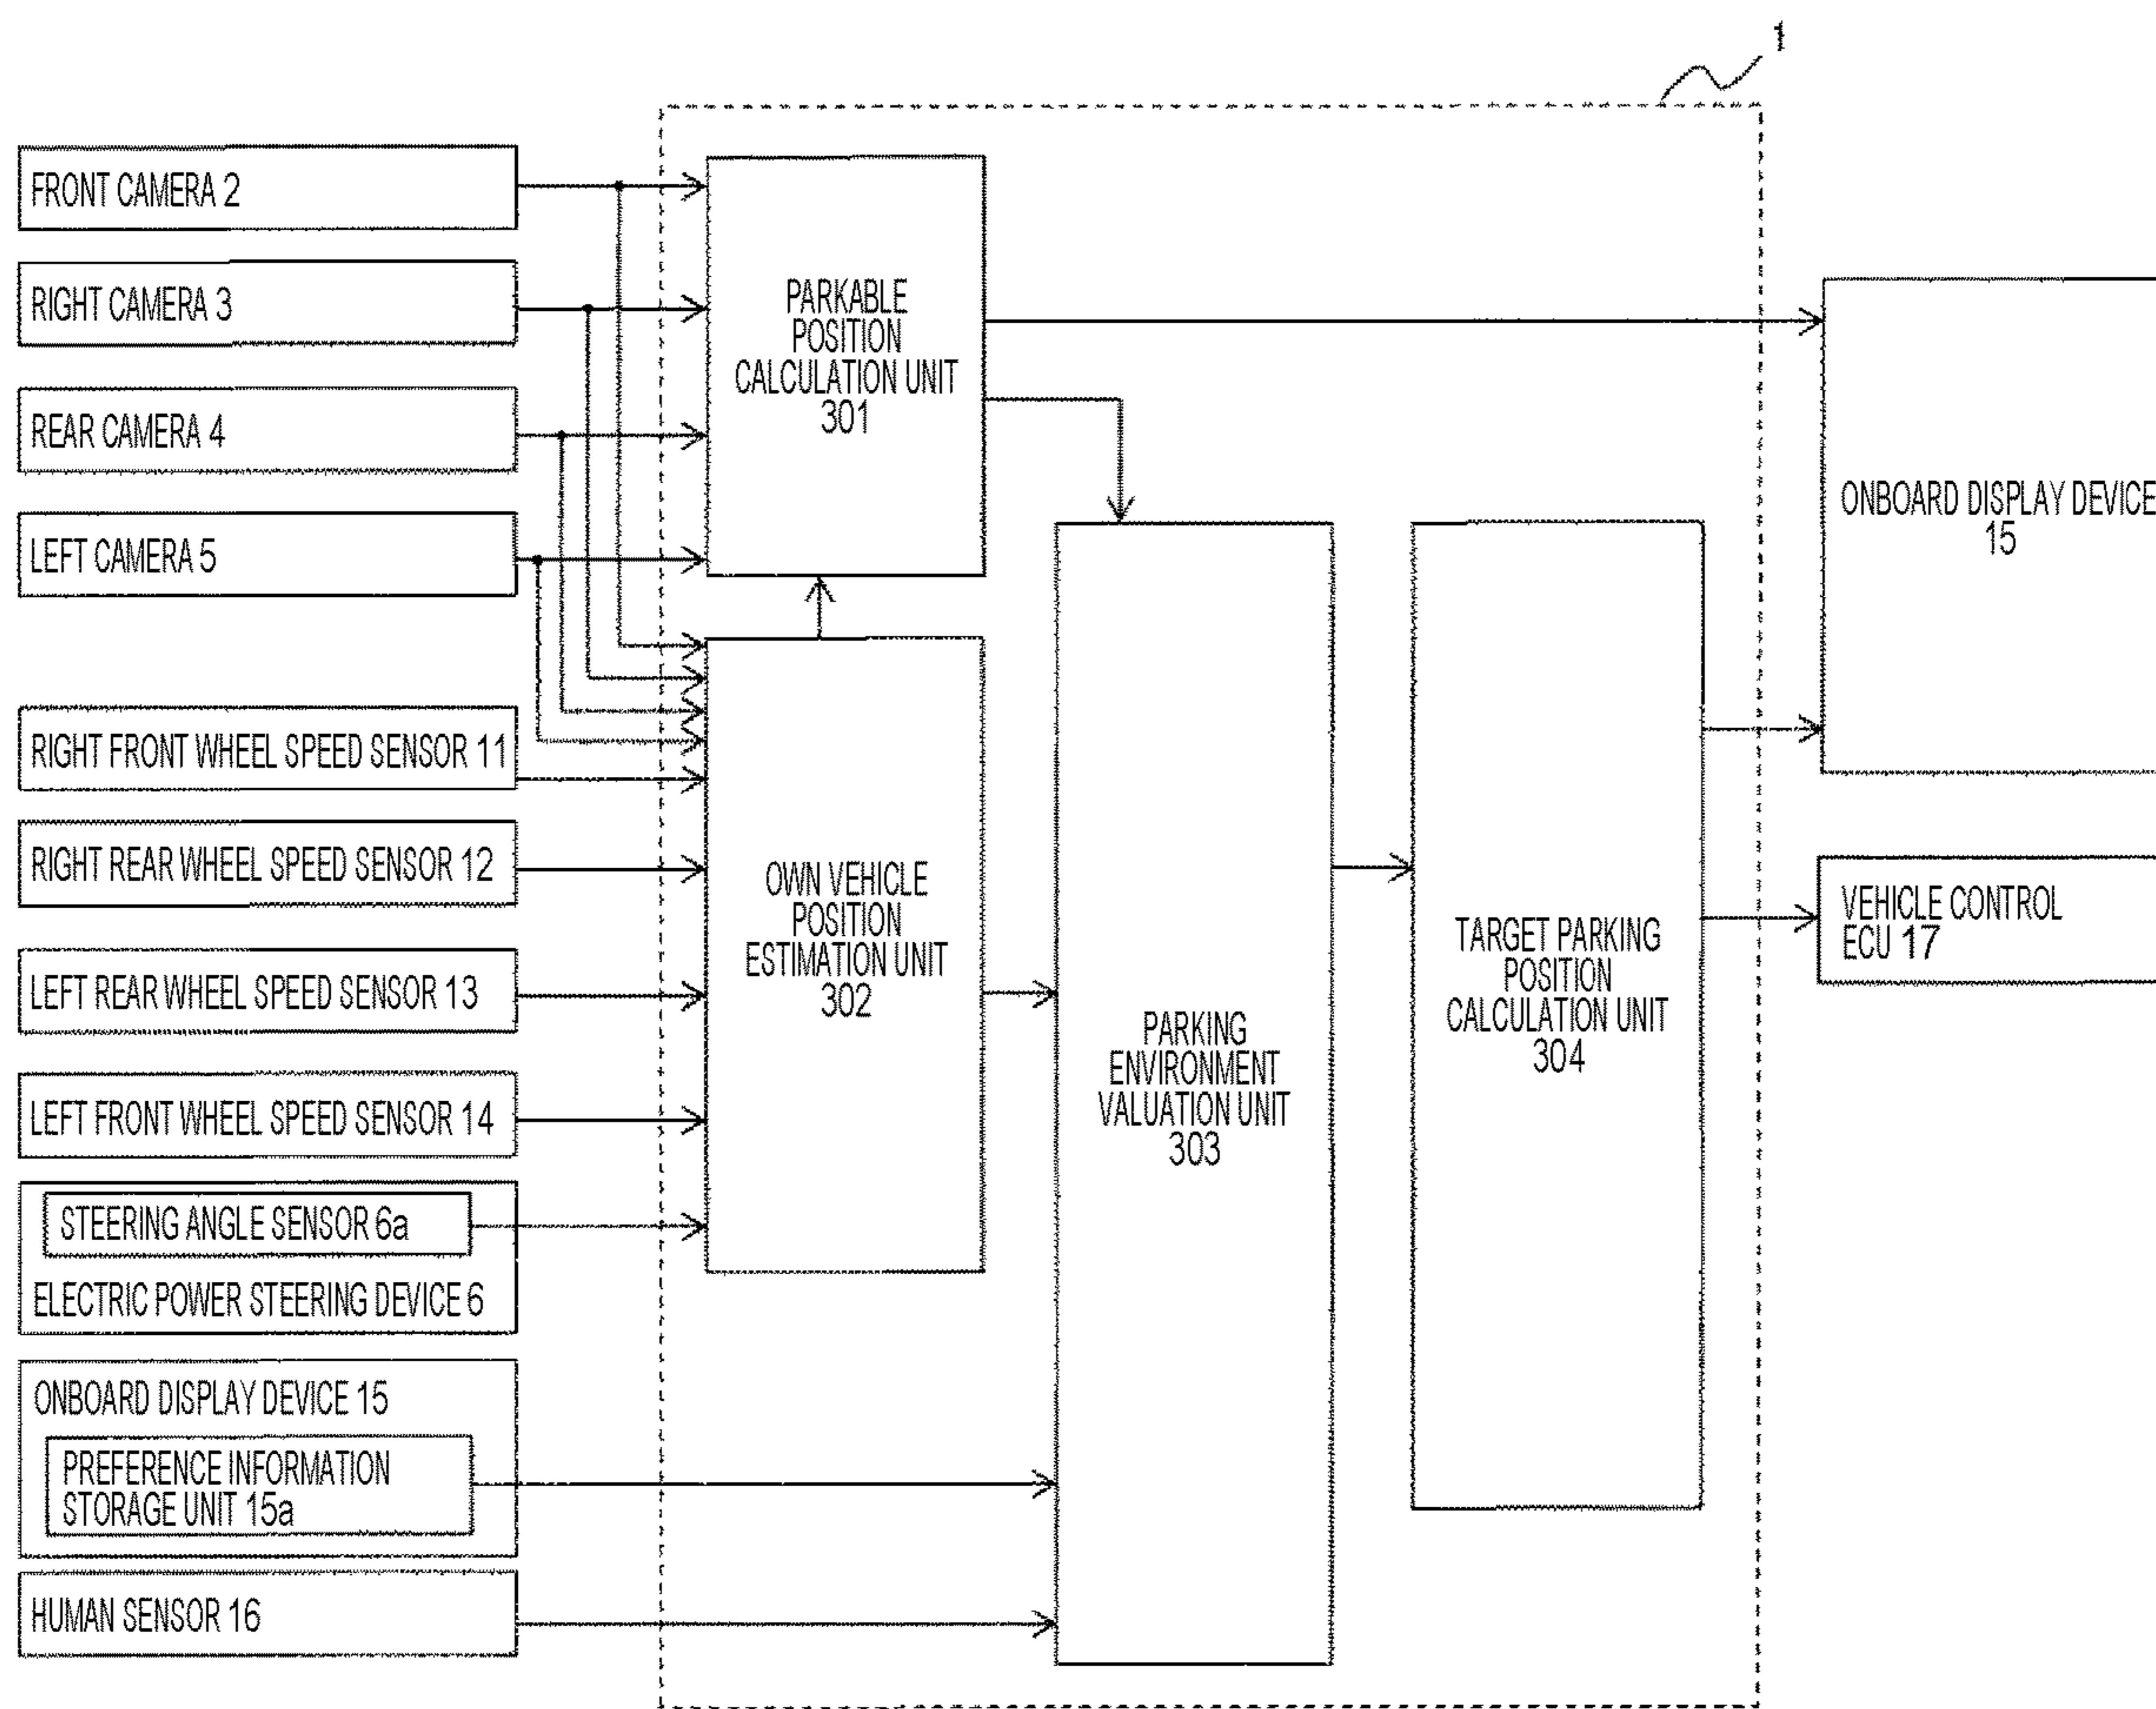 1
FRONT CAMERA 2
RIGHT CAMERA 3
REAR CAMERA 4
LEFT CAMERA 5
RIGHT FRONT WHEEL SPEED SENSOR 11
RIGHT REAR WHEEL SPEED SENSOR 12
LEFT REAR WHEEL SPEED SENSOR 13
LEFT FRONT WHEEL SPEED SENSOR 14
STEERING ANGLE SENSOR 6a
ELECTRIC POWER STEERING DEVICE 6
ONBOARD DISPLAY DEVICE 15
PREFERENCE INFORMATION
STORAGE UNIT 15a
HUMAN SENSOR 16
PARKABLE
POSITION
CALCULATION UNIT
301
OWN VEHICLE
POSITION
ESTIMATION UNIT
302
PARKING
ENVIRONMENT
VALUATION UNIT
303
TARGET PARKING
POSITION
CALCULATION UNIT
304
ONBOARD DISPLAY DEVICE
15
VEHICLE CONTROL
ECU 17